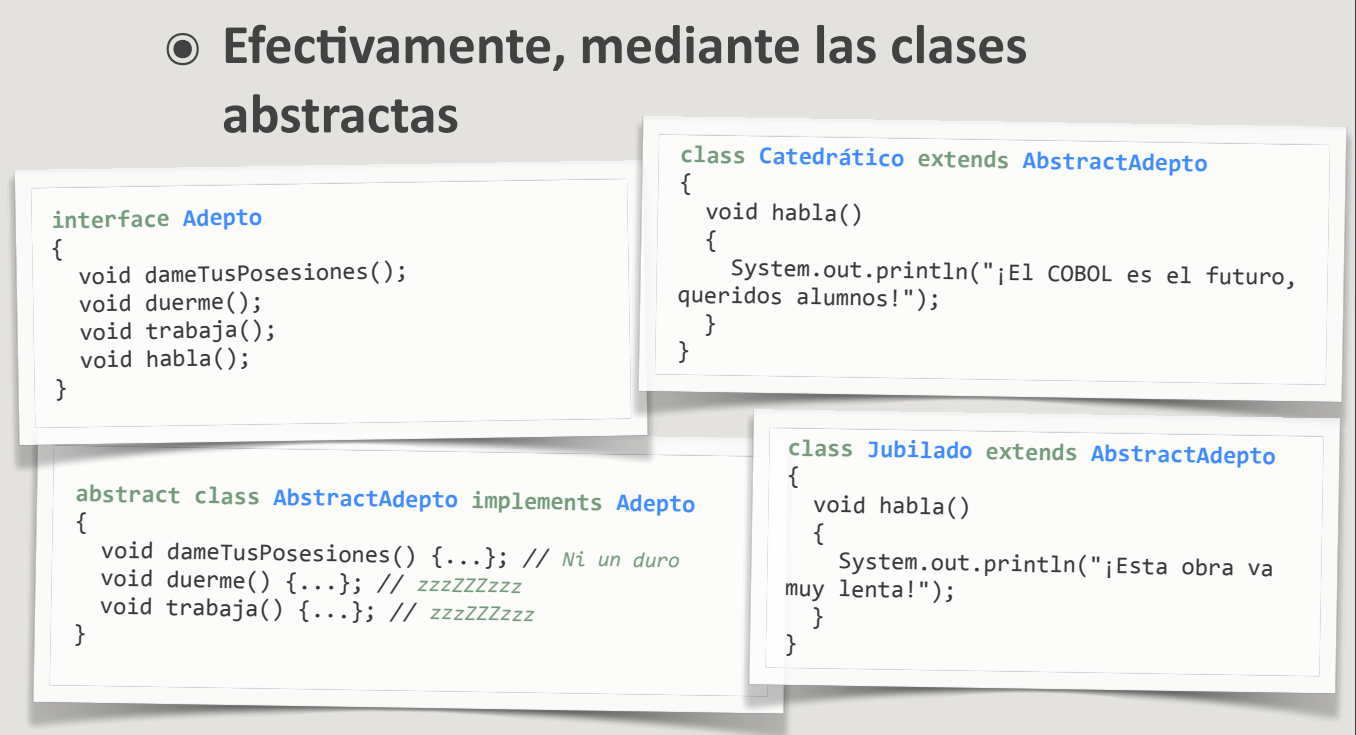 Efectivamente, mediante las clases
abstractas
interface Adepto
{
  void dameTusPosesiones();
  void duerme();
  void trabaja();
  void habla();
}
class Catedrático extends AbstractAdepto
{
  void habla()
  {
    System.out.println("¡El COBOL es el futuro,
queridos alumnos!");
  }
}
abstract class AbstractAdepto implements Adepto
{
  void dameTusPosesiones() {...}; // Ni un duro
  void duerme() {...}; // zzzZZZzzz
  void trabaja() {...}; // zzzZZZzzz
}
class Jubilado extends AbstractAdepto
{
  void habla()
  {
    System.out.println("¡Esta obra va
muy lenta!");
  }
}